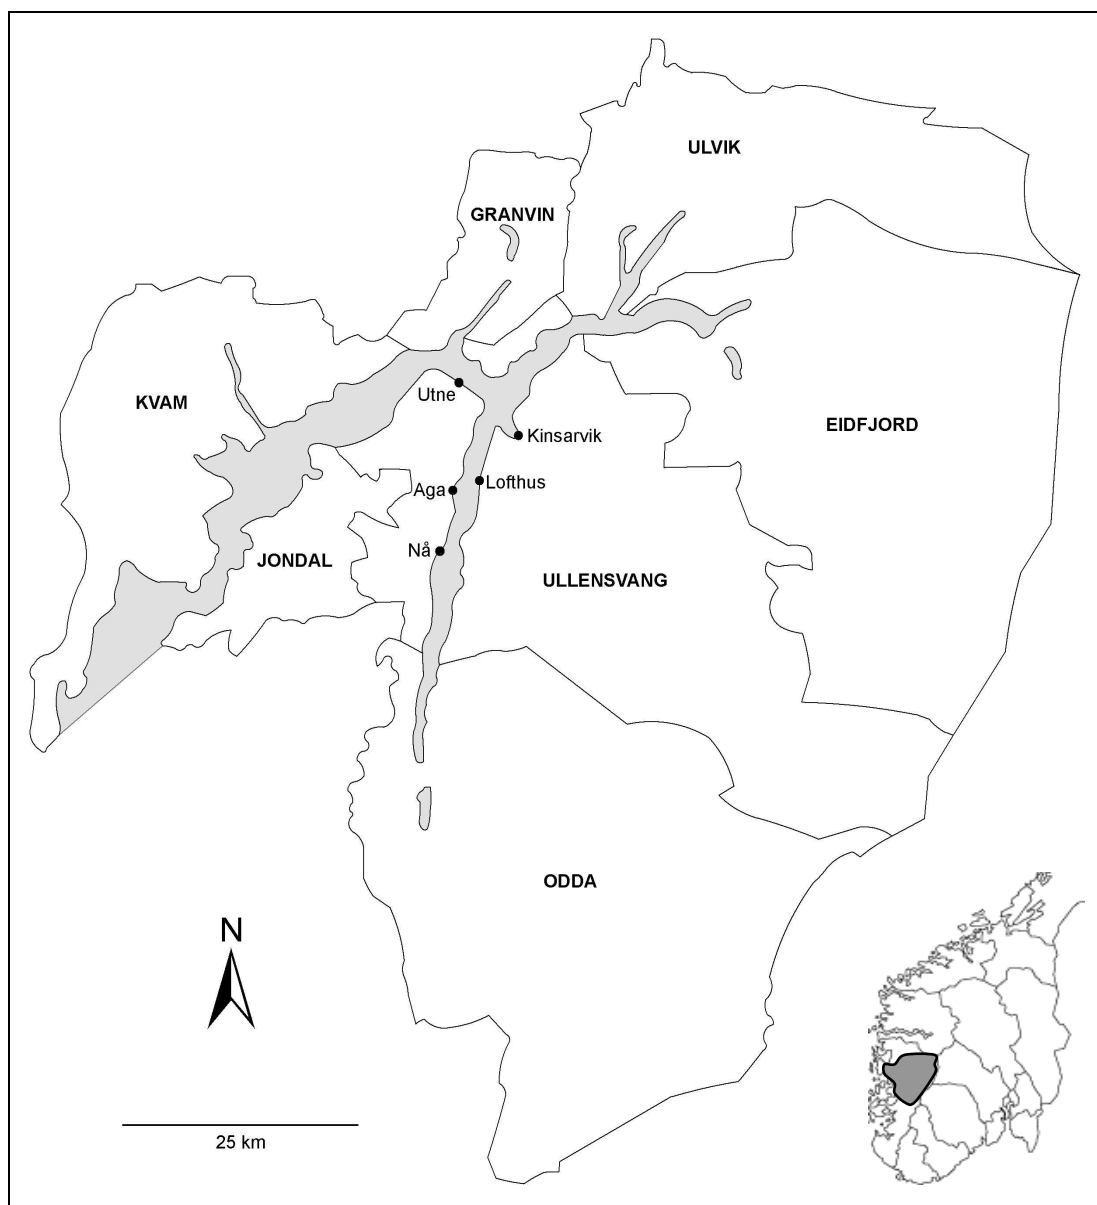 ULVIK
GRANVIN
KVAM
Utne
EIDFJORD
Kinsarvik
Aga
Lofthus
Nå
JONDAL
ULLENSVANG
ODDA
N
25 km